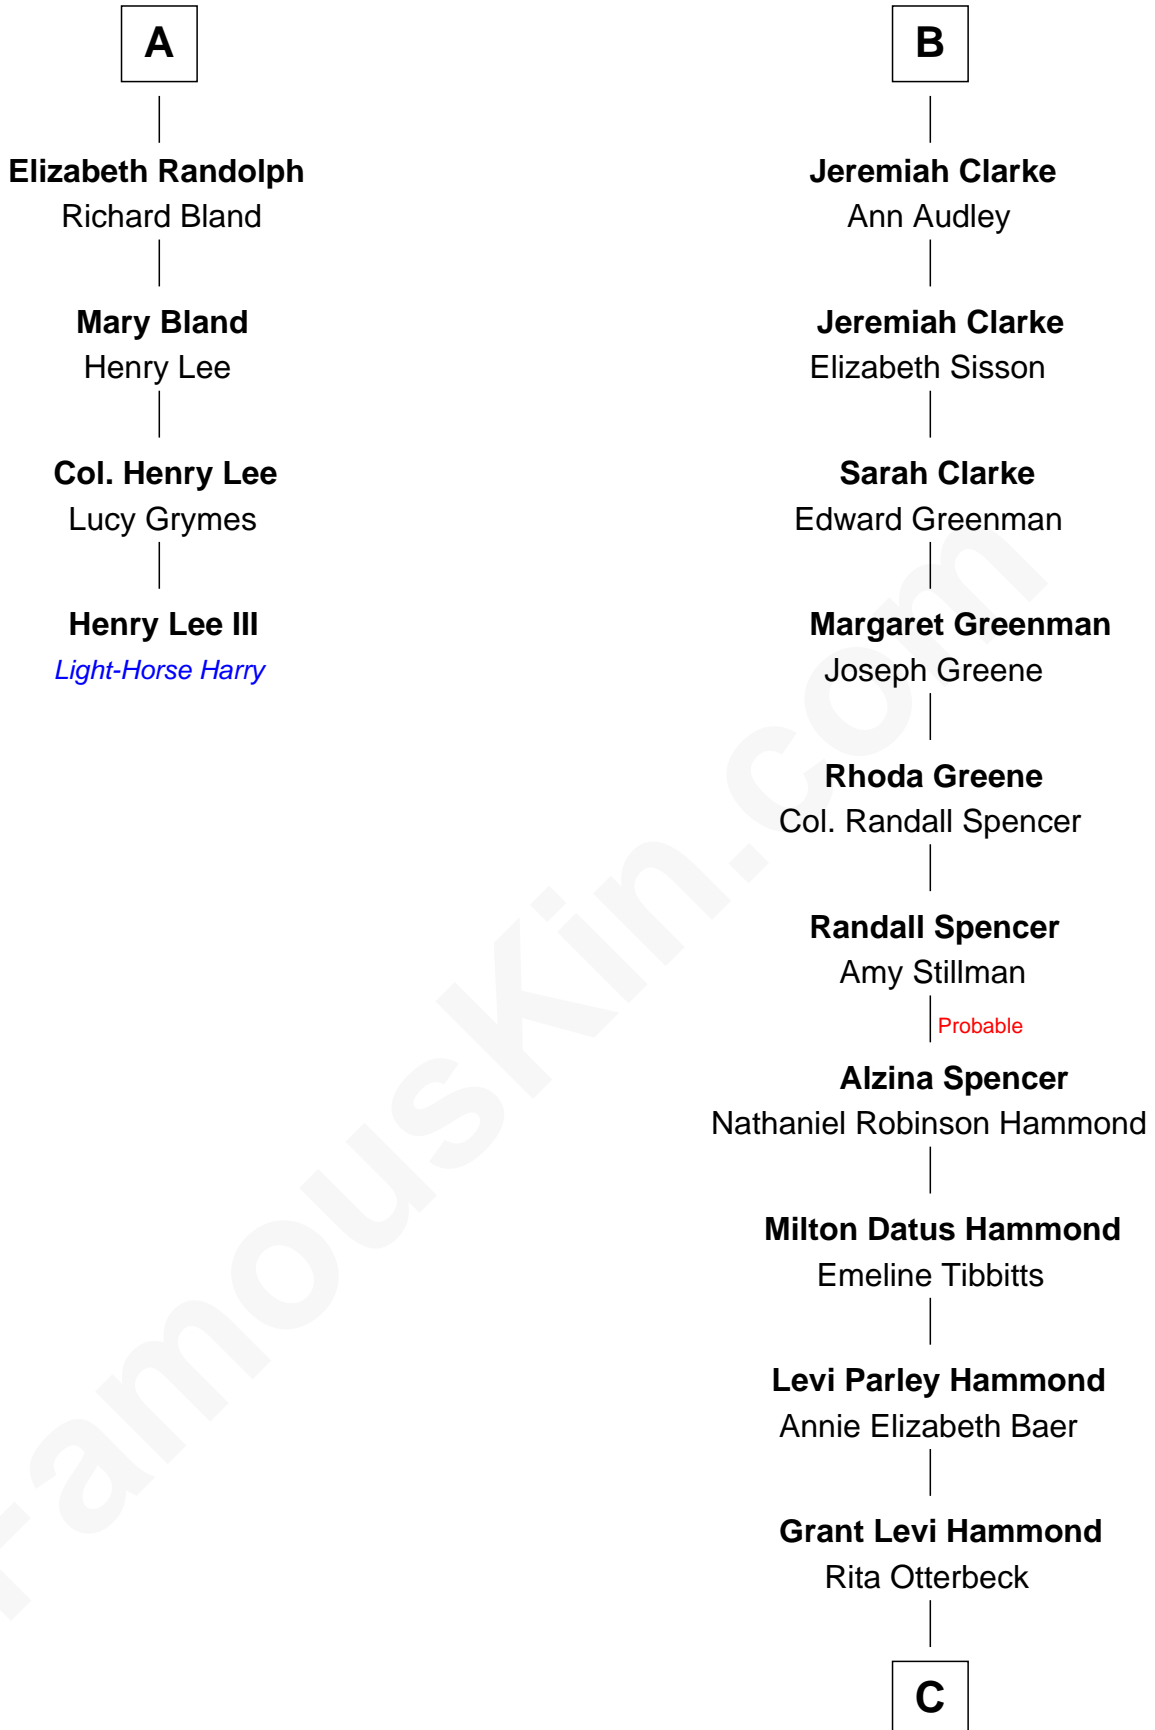 A
Elizabeth Randolph
Richard Bland
Mary Bland
Henry Lee
Col. Henry Lee
Lucy Grymes
Henry Lee III
Light-Horse Harry
B
Jeremiah Clarke
Ann Audley
Jeremiah Clarke
Elizabeth Sisson
Sarah Clarke
Edward Greenman
Margaret Greenman
Joseph Greene
Rhoda Greene
Col. Randall Spencer
Randall Spencer
Amy Stillman
Probable
Alzina Spencer
Nathaniel Robinson Hammond
Milton Datus Hammond
Emeline Tibbitts
Levi Parley Hammond
Annie Elizabeth Baer
Grant Levi Hammond
Rita Otterbeck
C
FamousKin.com